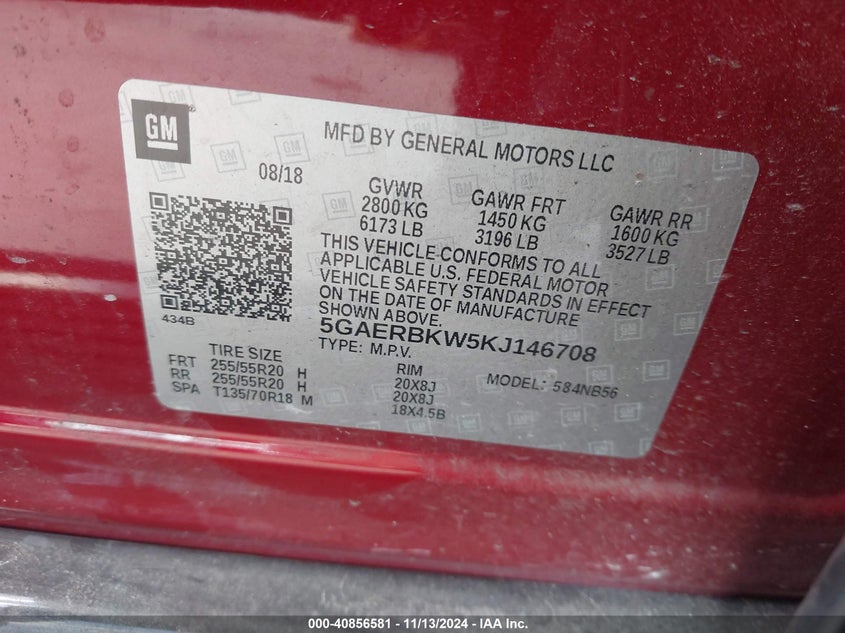 GM
MFD BY GENERAL MOTORS LLC
08/18
GVWR
2800 KG
6173 LB
GAWR FRT
1450 KG
3196 LB
GAWR RR
1600 KG
3527 LB
THIS VEHICLE CONFORMS TO ALL
APPLICABLE U.S. FEDERAL MOTOR
VEHICLE SAFETY STANDARDS IN EFFECT
ON THE DATE OF MANUFACTURE
SHOWN ABOVE.
434B
5GAERBKW5KJ146708
TYPE: M.P.V.
MODEL: 584NB56
TIRE SIZE
RIM
FRT 255/55R20 H 20X8J
RR 255/55R20 H 20X8J
SPA T135/70R18 M 18X4.5B
000-40856581 - 11/13/2024 - IAA Inc.